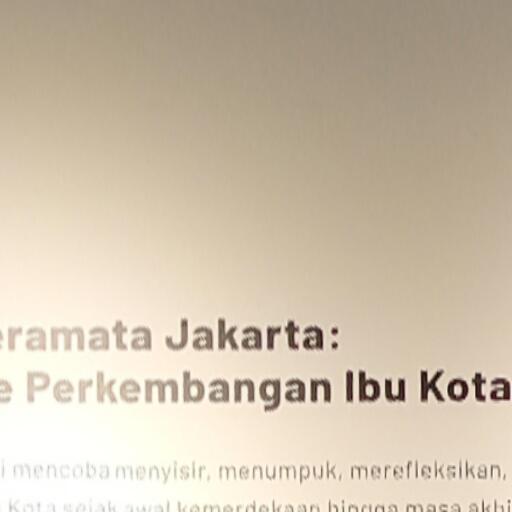 eramata Jakarta:
e Perkembangan Ibu Kota
i mencoba menyisir, menumpuk, merefleksikan,
Kota sejak awal kemerdekaan hingga masa akhi